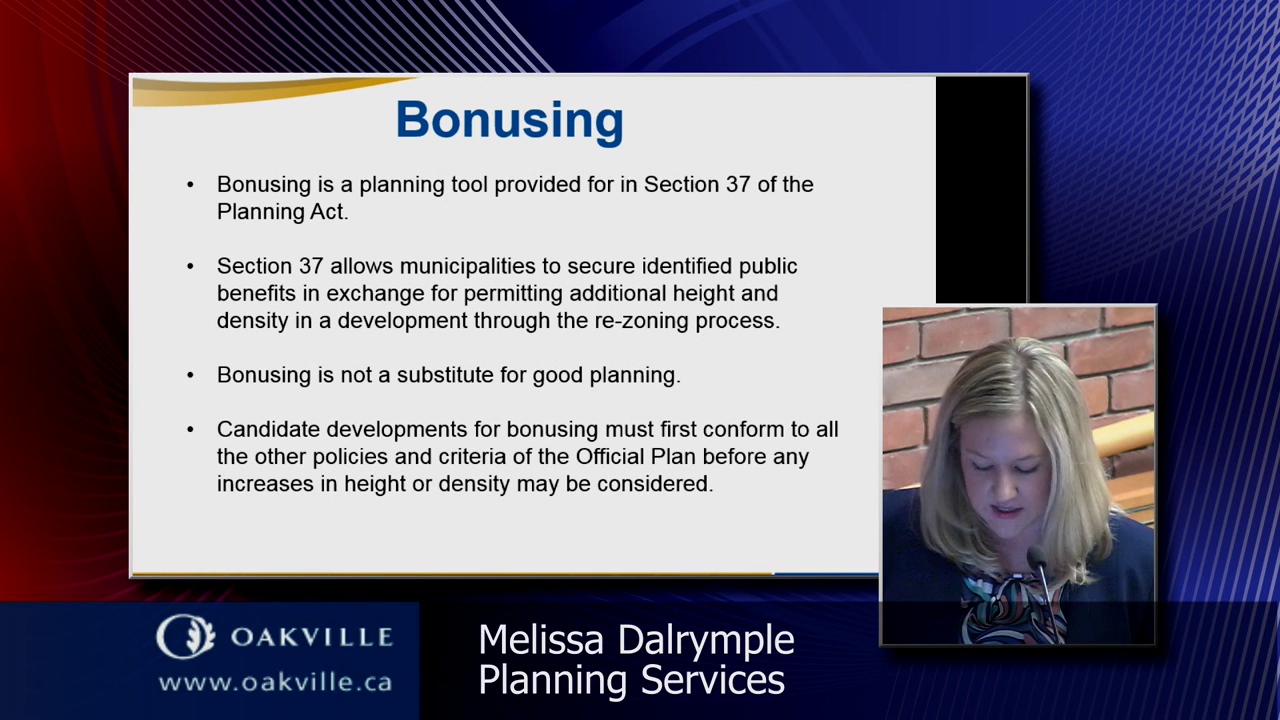 Bonusing
• Bonusing is a planning tool provided for in Section 37 of the
Planning Act.
• Section 37 allows municipalities to secure identified public
benefits in exchange for permitting additional height and
density in a development through the re-zoning process.
• Bonusing is not a substitute for good planning.
• Candidate developments for bonusing must first conform to all
the other policies and criteria of the Official Plan before any
increases in height or density may be considered.
OAKVILLE
www.oakville.ca
Melissa Dalrymple
Planning Services